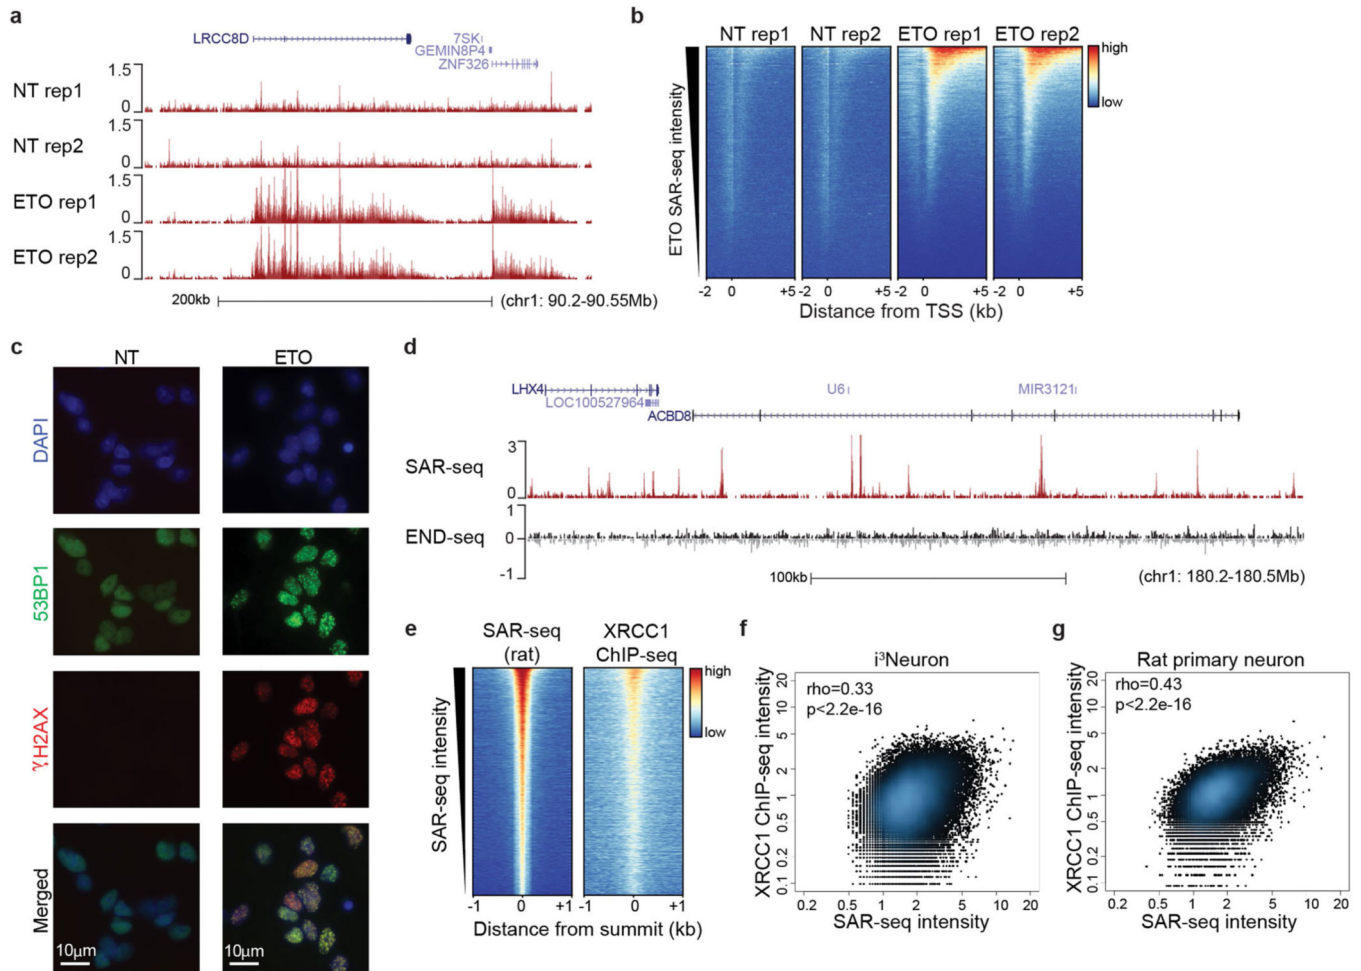 a
LRCC8D
7SK
GEMIN8P4
ZNF326
1.5
NT rep1
0
1.5
NT rep2
0
1.5
ETO rep1
0
1.5
ETO rep2
0
200kb
(chr1: 90.2-90.55Mb)
b
NT rep1 NT rep2 ETO rep1 ETO rep2
high
low
ETO SAR-seq intensity
-2 0 +5 -2 0 +5 -2 0 +5 -2 0 +5
Distance from TSS (kb)
c
NT ETO
DAPI
53BP1
γH2AX
Merged
10μm 10μm
d
LHX4
LOC100527964
ACBD8
U6
MIR3121
3
SAR-seq
0
1
END-seq
0
-1
100kb
(chr1: 180.2-180.5Mb)
e
SAR-seq
(rat)
XRCC1
ChIP-seq
high
low
SAR-seq intensity
-1 0 +1 -1 0 +1
Distance from summit (kb)
f
i³Neuron
rho=0.33
p<2.2e-16
XRCC1 ChIP-seq intensity
20
10
5
2
1
0.5
0.2
0.1
0.2 0.5 1 2 5 10 20
SAR-seq intensity
g
Rat primary neuron
rho=0.43
p<2.2e-16
XRCC1 ChIP-seq intensity
20
10
5
2
1
0.5
0.2
0.1
0.2 0.5 1 2 5 10 20
SAR-seq intensity